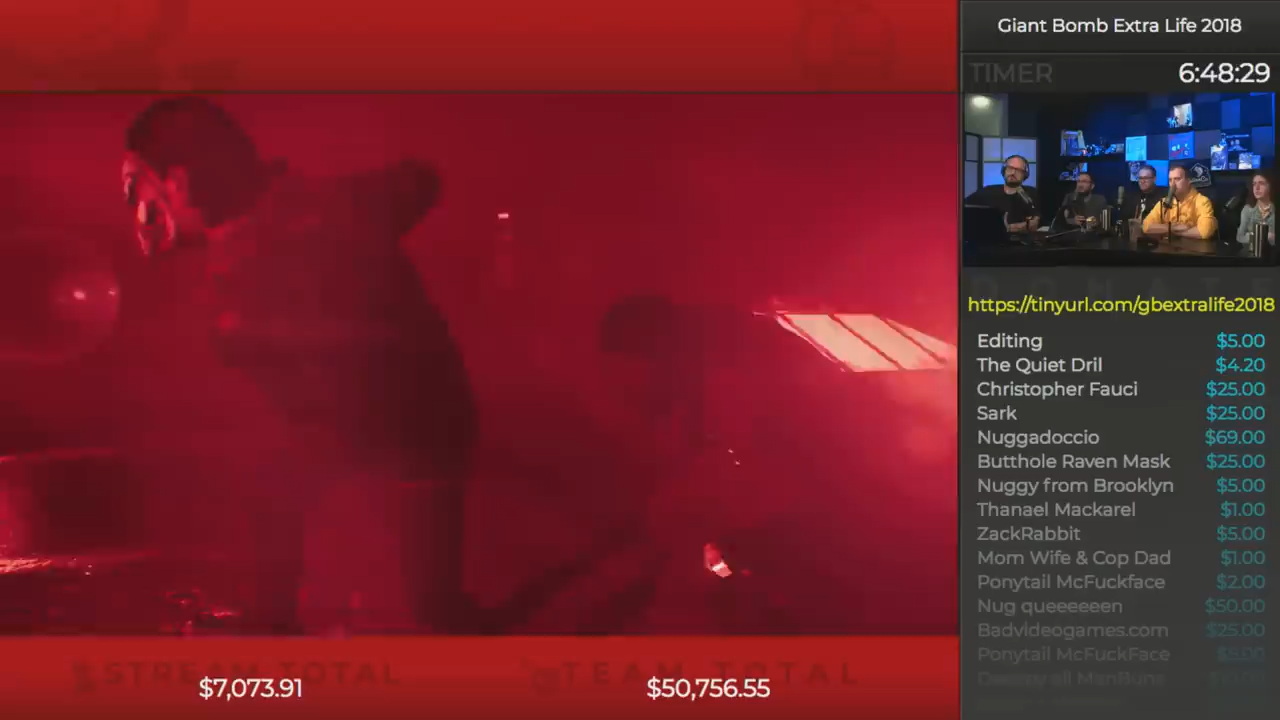 Giant Bomb Extra Life 2018
TIMER
6:48:29
DONATE
https://tinyurl.com/gbextralife2018
Editing $5.00
The Quiet Dril $4.20
Christopher Fauci $25.00
Sark $25.00
Nuggadoccio $69.00
Butthole Raven Mask $25.00
Nuggy from Brooklyn $5.00
Thanael Mackarel $1.00
ZackRabbit $5.00
Mom Wife & Cop Dad $1.00
Ponytail McFuckface $2.00
Nug queeeeeen $50.00
Badvideogames.com $25.00
Ponytail McFuckFace
all ManBuns
STREAM TOTAL
$7,073.91
TEAM TOTAL
$50,756.55